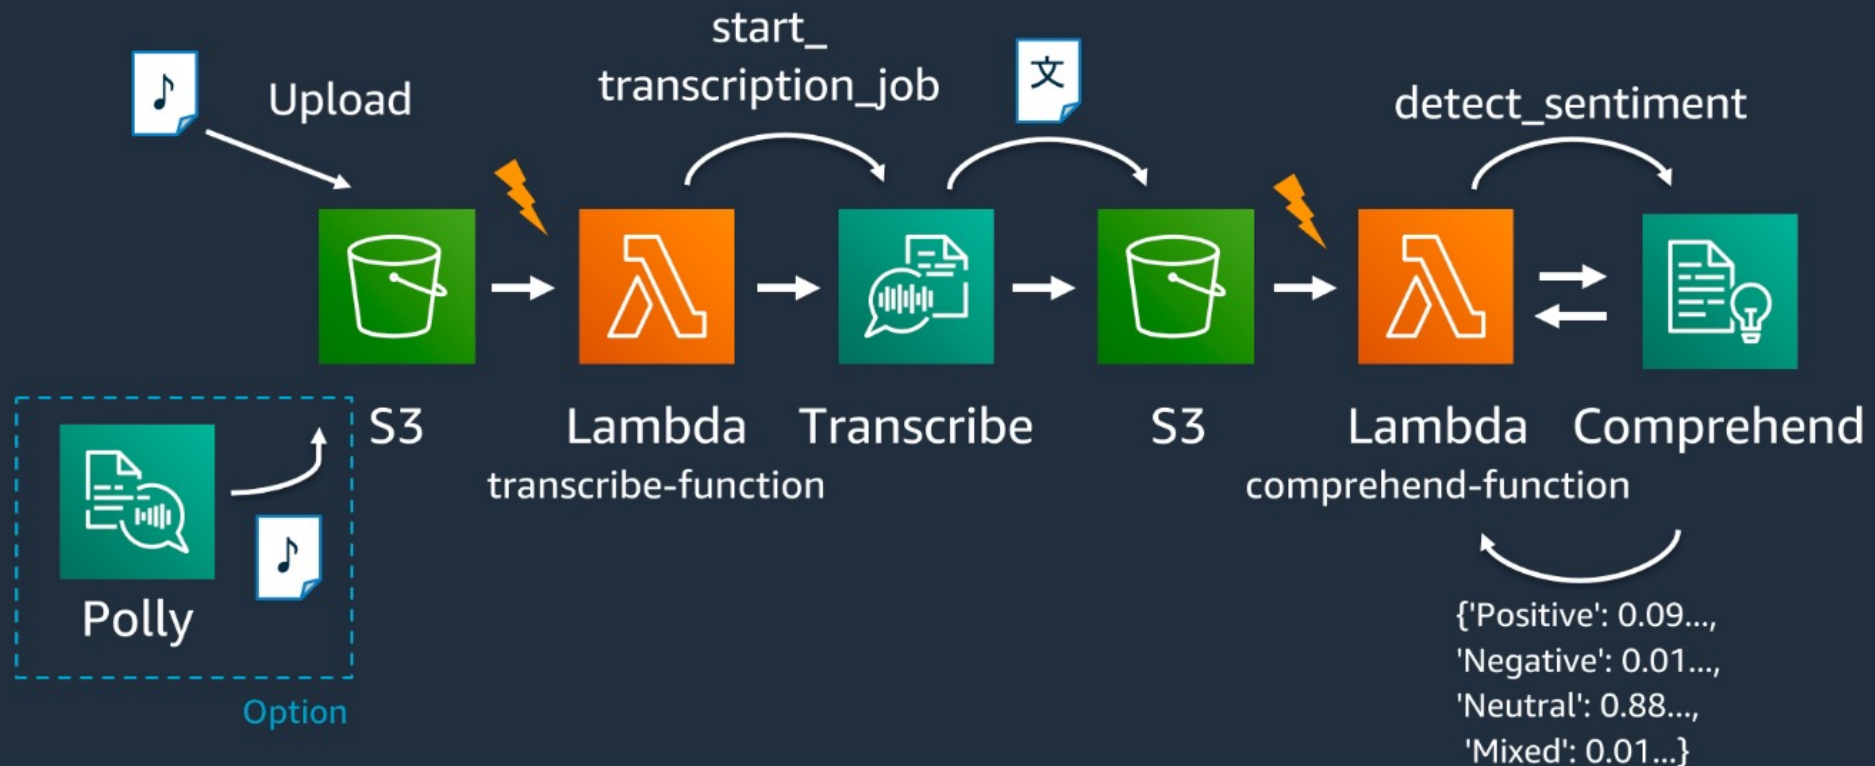 start_
transcription_job
文
Upload
detect_sentiment
S3
Lambda
Transcribe
S3
Lambda
Comprehend
transcribe-function
comprehend-function
Polly
Option
{'Positive': 0.09...,
'Negative': 0.01...,
'Neutral': 0.88...,
'Mixed': 0.01...}